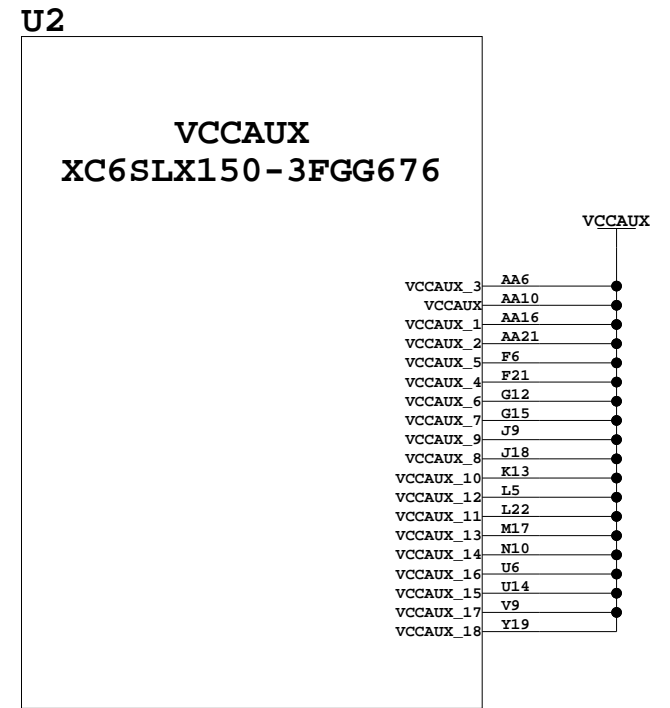 U2
VCCAUX
XC6SLX150-3FGG676
VCCAUX
VCCAUX_3 AA6
VCCAUX AA10
VCCAUX_1 AA16
VCCAUX_2 AA21
VCCAUX_5 F6
VCCAUX_4 F21
VCCAUX_6 G12
VCCAUX_7 G15
VCCAUX_9 J9
VCCAUX_8 J18
VCCAUX_10 K13
VCCAUX_12 L5
VCCAUX_11 L22
VCCAUX_13 M17
VCCAUX_14 N10
VCCAUX_16 U6
VCCAUX_15 U14
VCCAUX_17 V9
VCCAUX_18 Y19